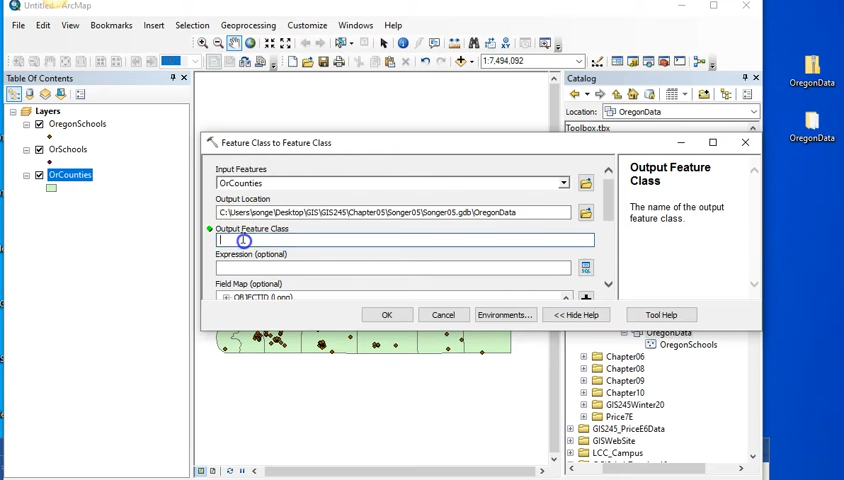 Untitled - ArcMap
File Edit View Bookmarks Insert Selection Geoprocessing Customize Windows Help
1:7,494,092
Table Of Contents
Layers
OregonSchools
OrSchools
OrCounties
Catalog
Location: OregonData
Toolbox.tbx
Feature Class to Feature Class
Input Features
OrCounties
Output Location
C:\Users\songe\Desktop\GIS\GIS245\Chapter05\Songer05\Songer05.gdb\OregonData
Output Feature Class
Expression (optional)
SQL
Field Map (optional)
OBJECTID (Long)
OK Cancel Environments... << Hide Help Tool Help
Output Feature
Class
The name of the output
feature class.
OregonData
OregonSchools
Chapter06
Chapter08
Chapter09
Chapter10
GIS245Winter20
Price7E
GIS245_PriceE6Data
GISWebSite
LCC_Campus
OregonData
OregonData